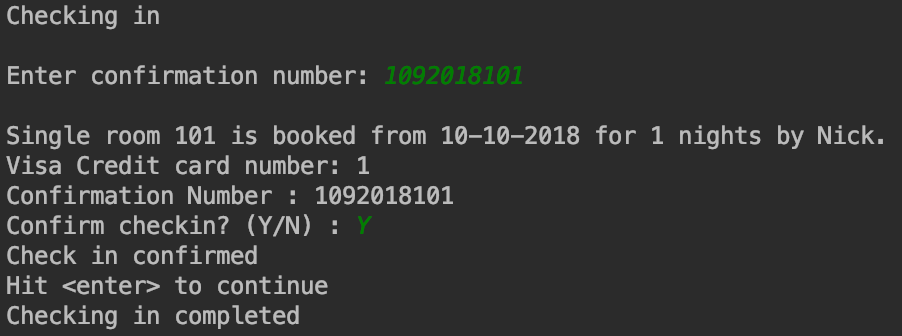 Checking in
Enter confirmation number: 1092018101
Single room 101 is booked from 10-10-2018 for 1 nights by Nick.
Visa Credit card number: 1
Confirmation Number : 1092018101
Confirm checkin? (Y/N) : Y
Check in confirmed
Hit <enter> to continue
Checking in completed